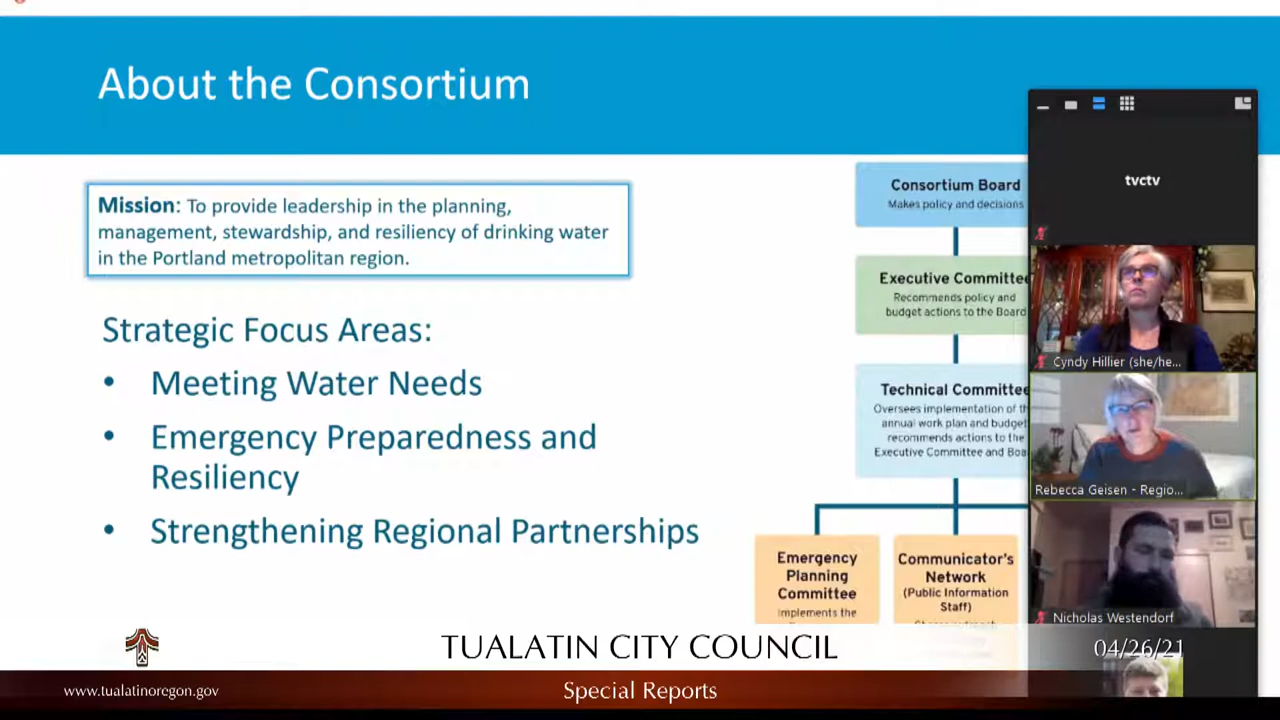 About the Consortium
Mission: To provide leadership in the planning,
management, stewardship, and resiliency of drinking water
in the Portland metropolitan region.
Strategic Focus Areas:
• Meeting Water Needs
• Emergency Preparedness and
Resiliency
• Strengthening Regional Partnerships
Consortium Board
Makes policy and decisions
Executive Committee
Recommends policy and
budget actions to the Board
Technical Committee
Oversees implementation of
annual work plan and budget
recommends actions to the
Executive Committee and
Emergency
Planning
Committee
Implements the
Communicator's
Network
(Public Information
Staff)
tvctv
Cyndy Hillier (she/he...
Rebecca Geisen - Regio...
Nicholas Westendorf
TUALATIN CITY COUNCIL
04/26/21
www.tualatinoregon.gov
Special Reports